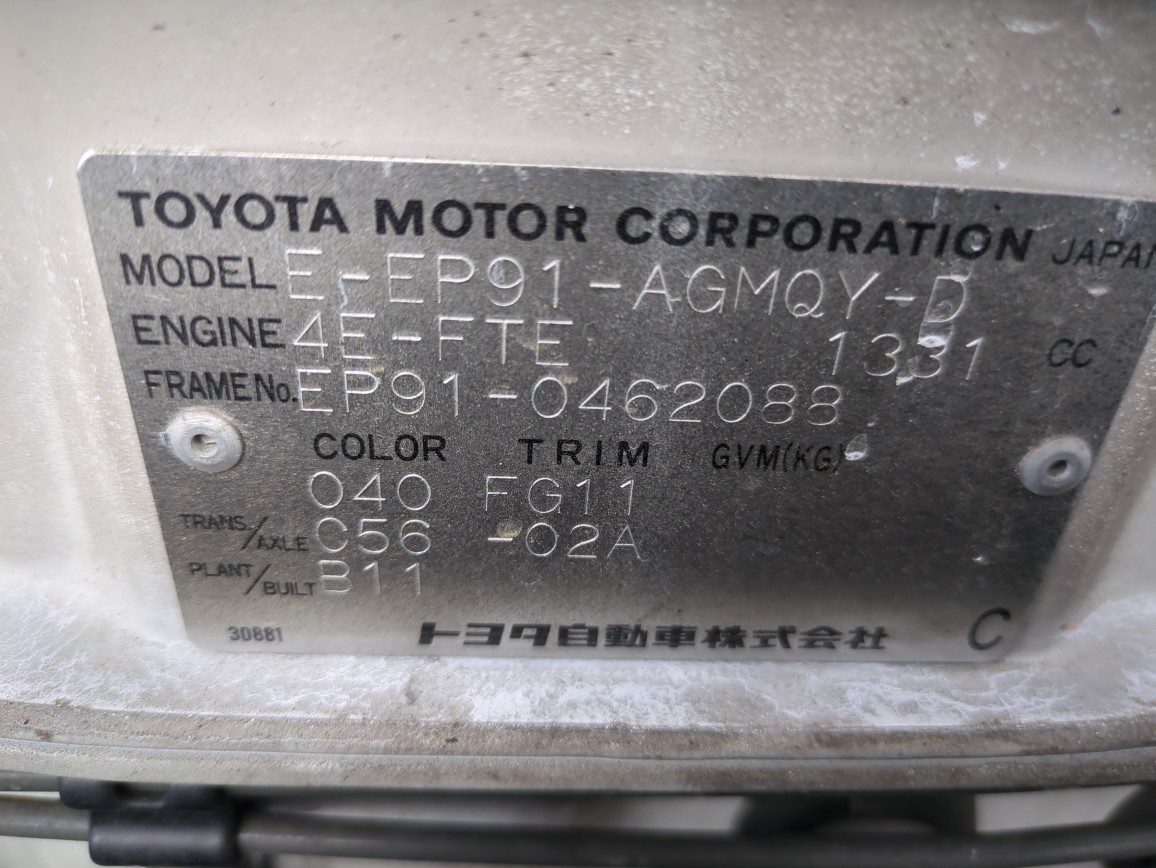 TOYOTA MOTOR CORPORATION JAPAN
MODEL E-EP91-AGMQY-D
ENGINE 4E-FTE 1331 CC
FRAME No. EP91-0462088
COLOR TRIM GVM(KG)
040 FG11
TRANS./AXLE C56 -02A
PLANT/BUILT B11
30881 トヨタ自動車株式会社 C